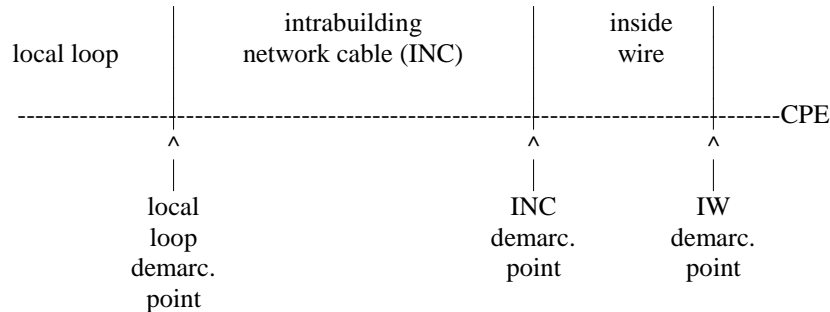 local loop
intrabuilding
network cable (INC)
inside
wire
CPE
local
loop
demarc.
point
INC
demarc.
point
IW
demarc.
point